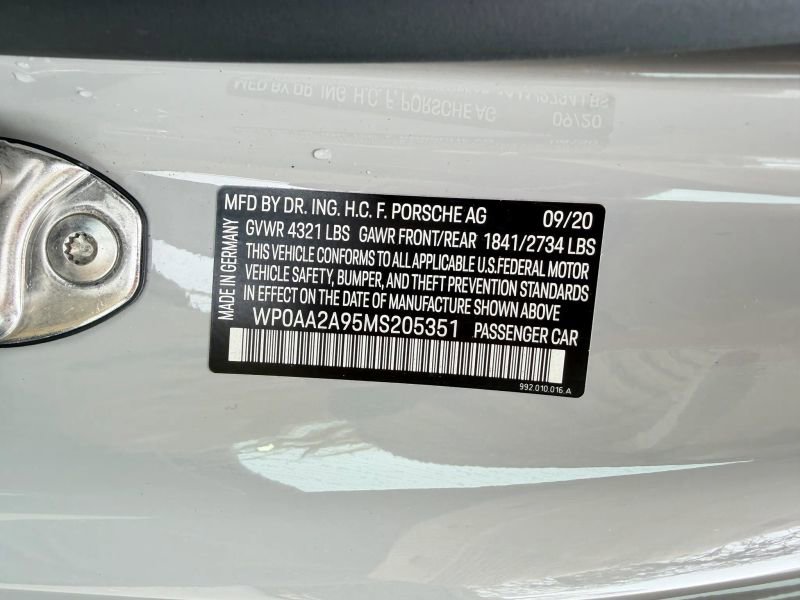 MFD BY DR. ING. H.C. F. PORSCHE AG 09/20
GVWR 4321 LBS GAWR FRONT/REAR 1841/2734 LBS
THIS VEHICLE CONFORMS TO ALL APPLICABLE U.S.FEDERAL MOTOR
VEHICLE SAFETY, BUMPER, AND THEFT PREVENTION STANDARDS
IN EFFECT ON THE DATE OF MANUFACTURE SHOWN ABOVE
MADE IN GERMANY
WP0AA2A95MS205351 PASSENGER CAR
992.010.016.A